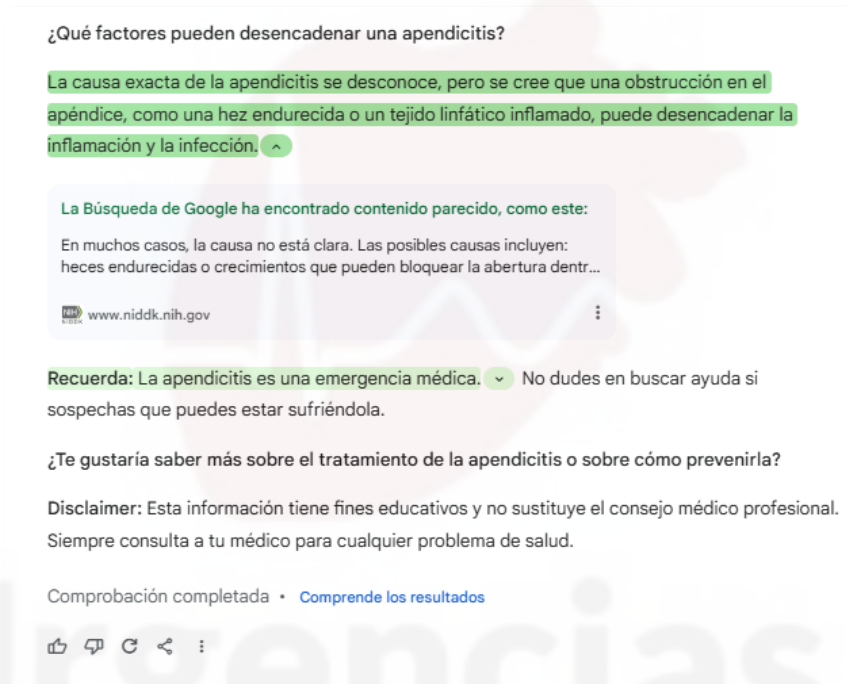 ¿Qué factores pueden desencadenar una apendicitis?
La causa exacta de la apendicitis se desconoce, pero se cree que una obstrucción en el
apéndice, como una hez endurecida o un tejido linfático inflamado, puede desencadenar la
inflamación y la infección.
La Búsqueda de Google ha encontrado contenido parecido, como este:
En muchos casos, la causa no está clara. Las posibles causas incluyen:
heces endurecidas o crecimientos que pueden bloquear la abertura dentr...
NIH NIDDK www.niddk.nih.gov
Recuerda: La apendicitis es una emergencia médica. No dudes en buscar ayuda si
sospechas que puedes estar sufriéndola.
¿Te gustaría saber más sobre el tratamiento de la apendicitis o sobre cómo prevenirla?
Disclaimer: Esta información tiene fines educativos y no sustituye el consejo médico profesional.
Siempre consulta a tu médico para cualquier problema de salud.
Comprobación completada • Comprende los resultados
rgencias